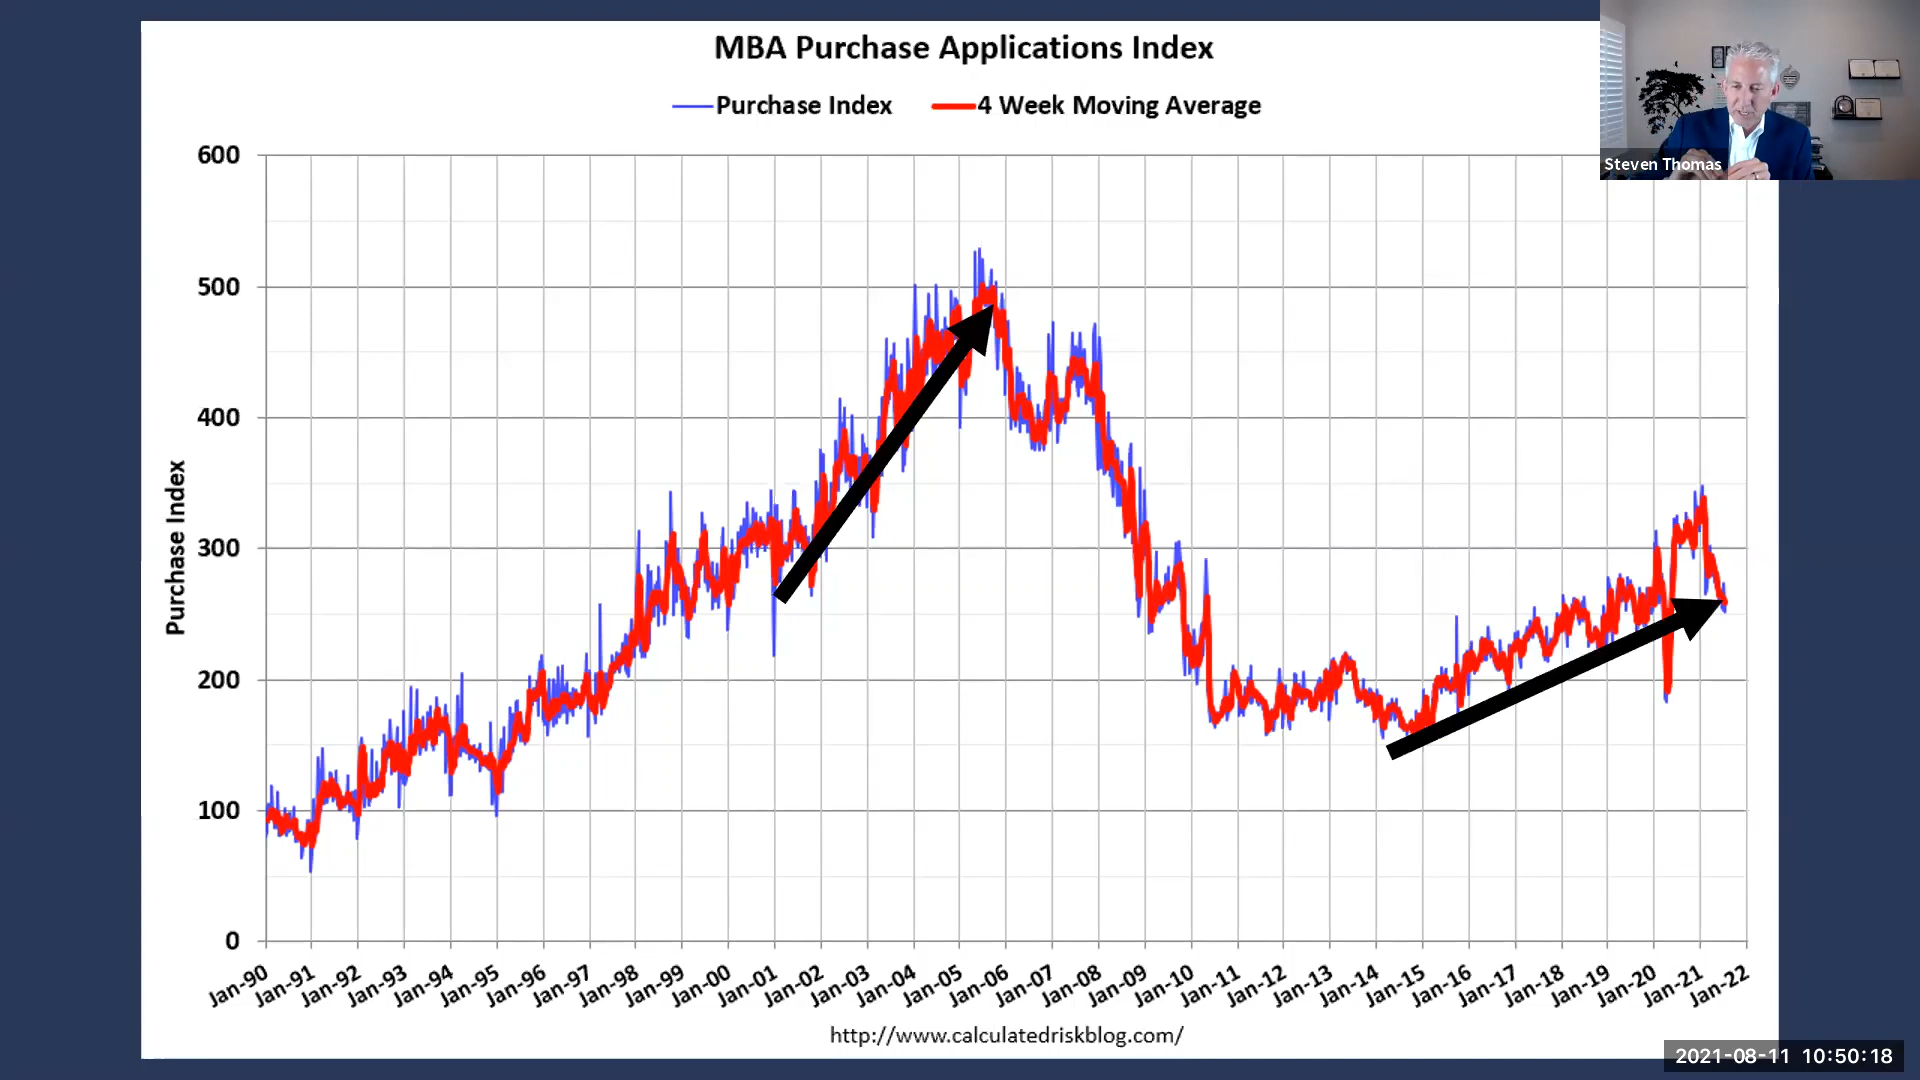 MBA Purchase Applications Index
Purchase Index 4 Week Moving Average
Steven Thomas
Purchase Index
600
500
400
300
200
100
0
Jan-90 Jan-91 Jan-92 Jan-93 Jan-94 Jan-95 Jan-96 Jan-97 Jan-98 Jan-99 Jan-00 Jan-01 Jan-02 Jan-03 Jan-04 Jan-05 Jan-06 Jan-07 Jan-08 Jan-09 Jan-10 Jan-11 Jan-12 Jan-13 Jan-14 Jan-15 Jan-16 Jan-17 Jan-18 Jan-19 Jan-20 Jan-21 Jan-22
http://www.calculatedriskblog.com/
2021-08-11 10:50:18